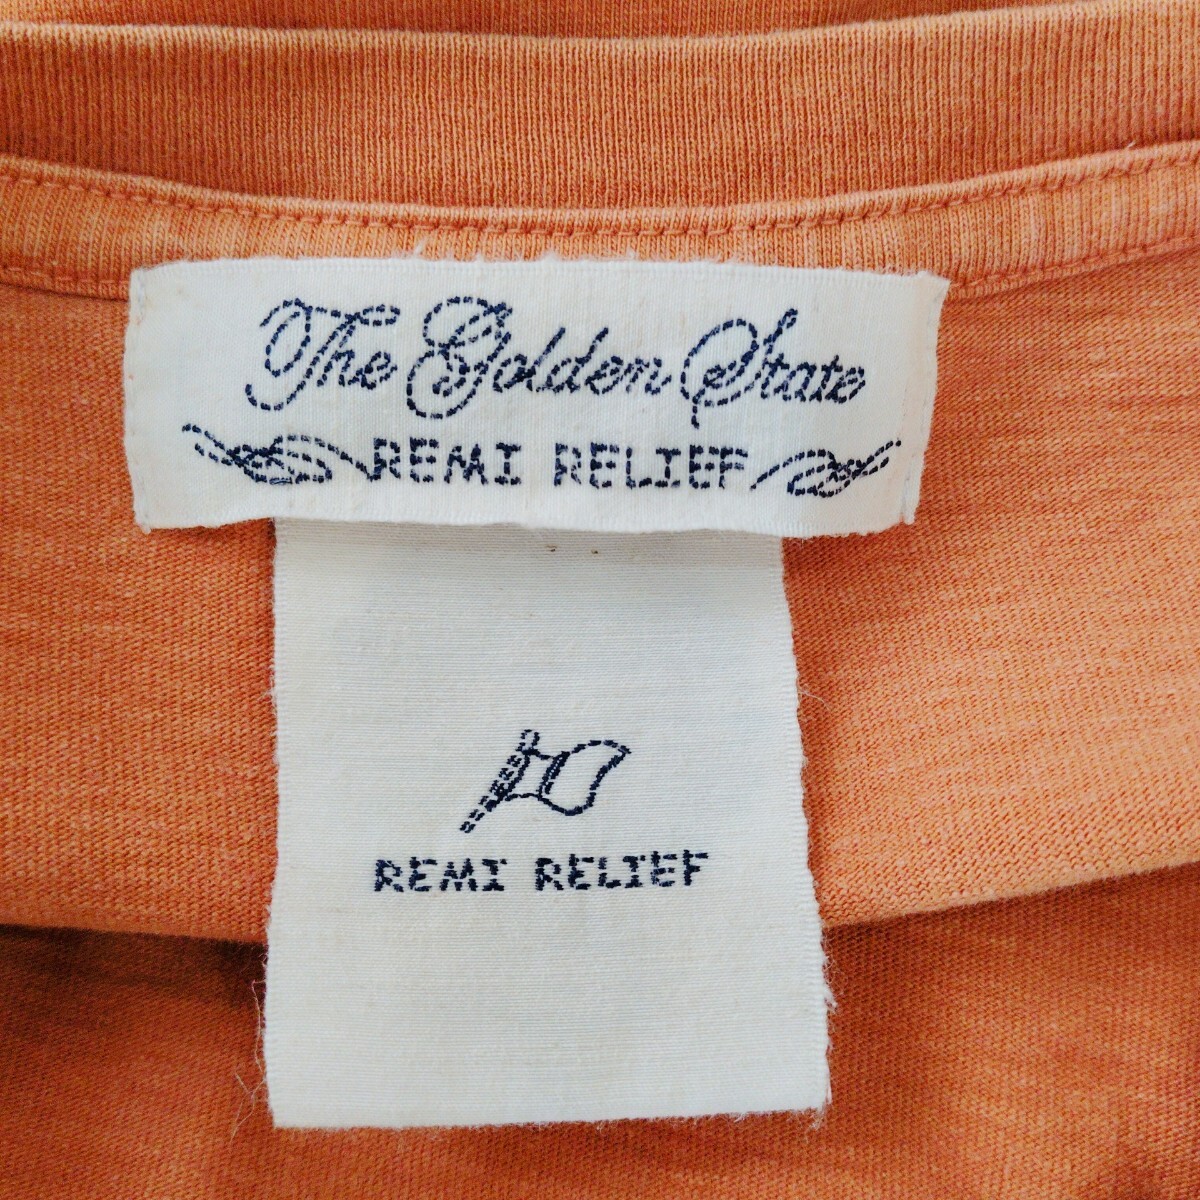 The Golden State
REMI RELIEF
REMI RELIEF